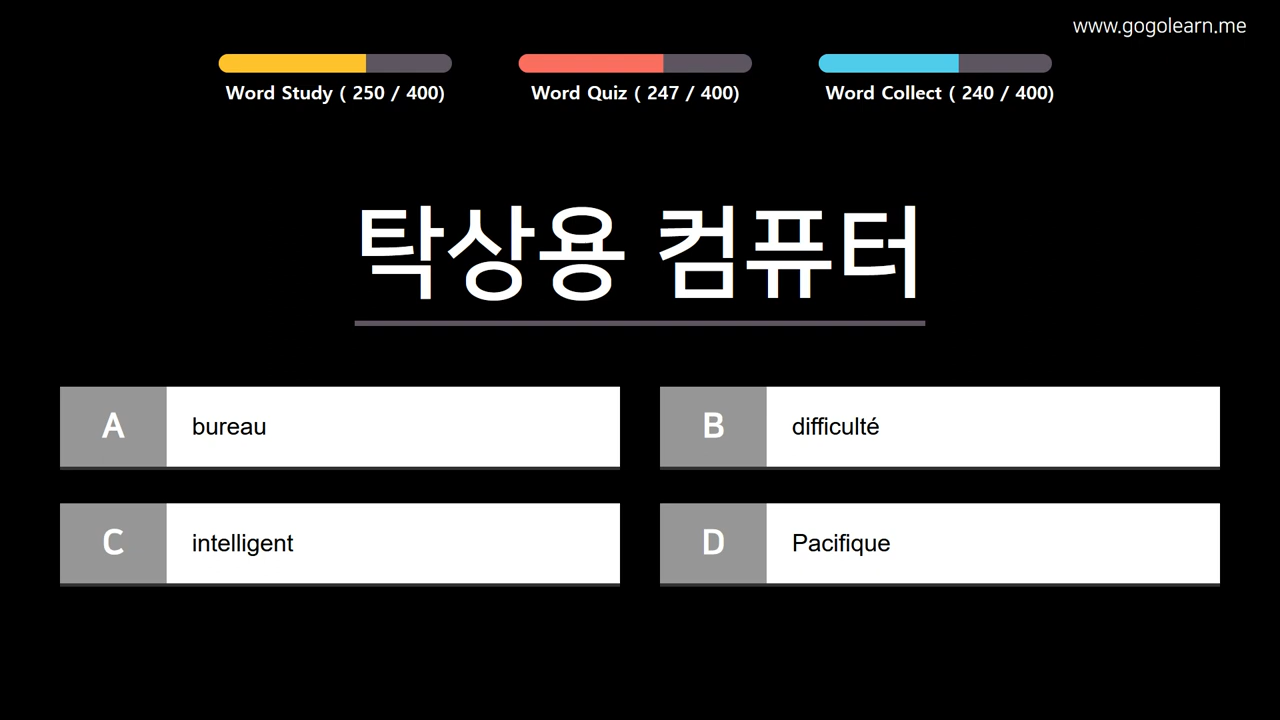 www.gogolearn.me
Word Study ( 250 / 400)
Word Quiz ( 247 / 400)
Word Collect ( 240 / 400)
탁상용 컴퓨터
A bureau
B difficulté
C intelligent
D Pacifique